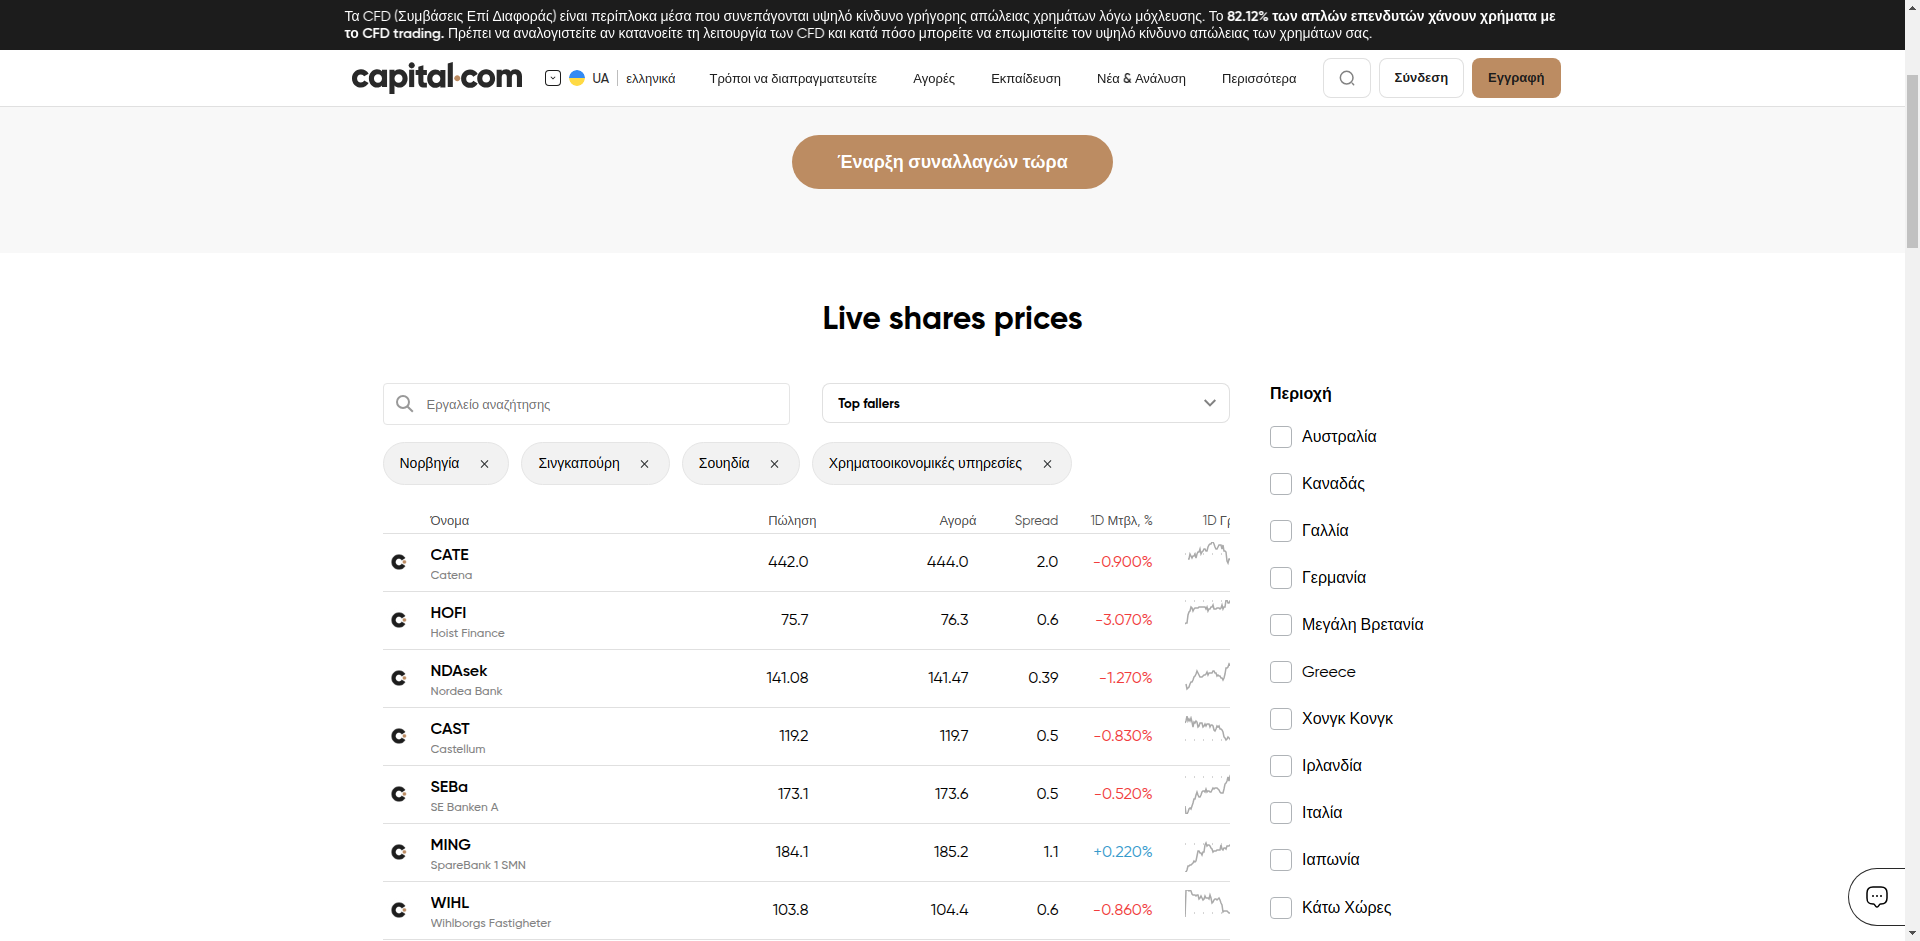 Τα CFD (Συμβάσεις Επί Διαφοράς) είναι περίπλοκα μέσα που συνεπάγονται υψηλό κίνδυνο γρήγορης απώλειας χρημάτων λόγω μόχλευσης. Το 82.12% των απλών επενδυτών χάνουν χρήματα με
το CFD trading. Πρέπει να αναλογιστείτε αν κατανοείτε τη λειτουργία των CFD και κατά πόσο μπορείτε να επωμιστείτε τον υψηλό κίνδυνο απώλειας των χρημάτων σας.
capital.com UA ελληνικά Τρόποι να διαπραγματευτείτε Αγορές Εκπαίδευση Νέα & Ανάλυση Περισσότερα Σύνδεση Εγγραφή
Έναρξη συναλλαγών τώρα
Live shares prices
Εργαλείο αναζήτησης Top fallers
Νορβηγία Σινγκαπούρη Σουηδία Χρηματοοικονομικές υπηρεσίες
Όνομα Πώληση Αγορά Spread 1D Μτβλ, % 1D Γρ
CATE 442.0 444.0 2.0 -0.900%
Catena
HOFI 75.7 76.3 0.6 -3.070%
Hoist Finance
NDAsek 141.08 141.47 0.39 -1.270%
Nordea Bank
CAST 119.2 119.7 0.5 -0.830%
Castellum
SEBa 173.1 173.6 0.5 -0.520%
SE Banken A
MING 184.1 185.2 1.1 +0.220%
SpareBank 1 SMN
WIHL 103.8 104.4 0.6 -0.860%
Wihlborgs Fastigheter
Περιοχή
Αυστραλία
Καναδάς
Γαλλία
Γερμανία
Μεγάλη Βρετανία
Greece
Χονγκ Κονγκ
Ιρλανδία
Ιταλία
Ιαπωνία
Κάτω Χώρες